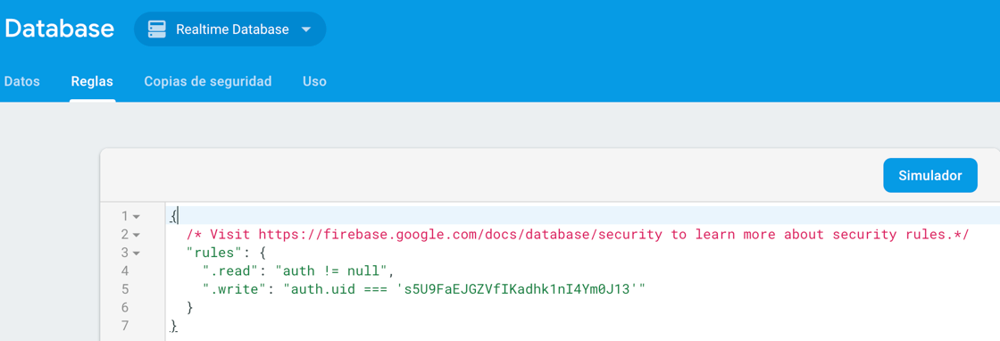 Database Realtime Database
Datos Reglas Copias de seguridad Uso
Simulador
1 {
2 /* Visit https://firebase.google.com/docs/database/security to learn more about security rules.*/
3 "rules": {
4 ".read": "auth != null",
5 ".write": "auth.uid === 's5U9FaEJGZVfIKadhk1nI4Ym0J13'"
6 }
7 }